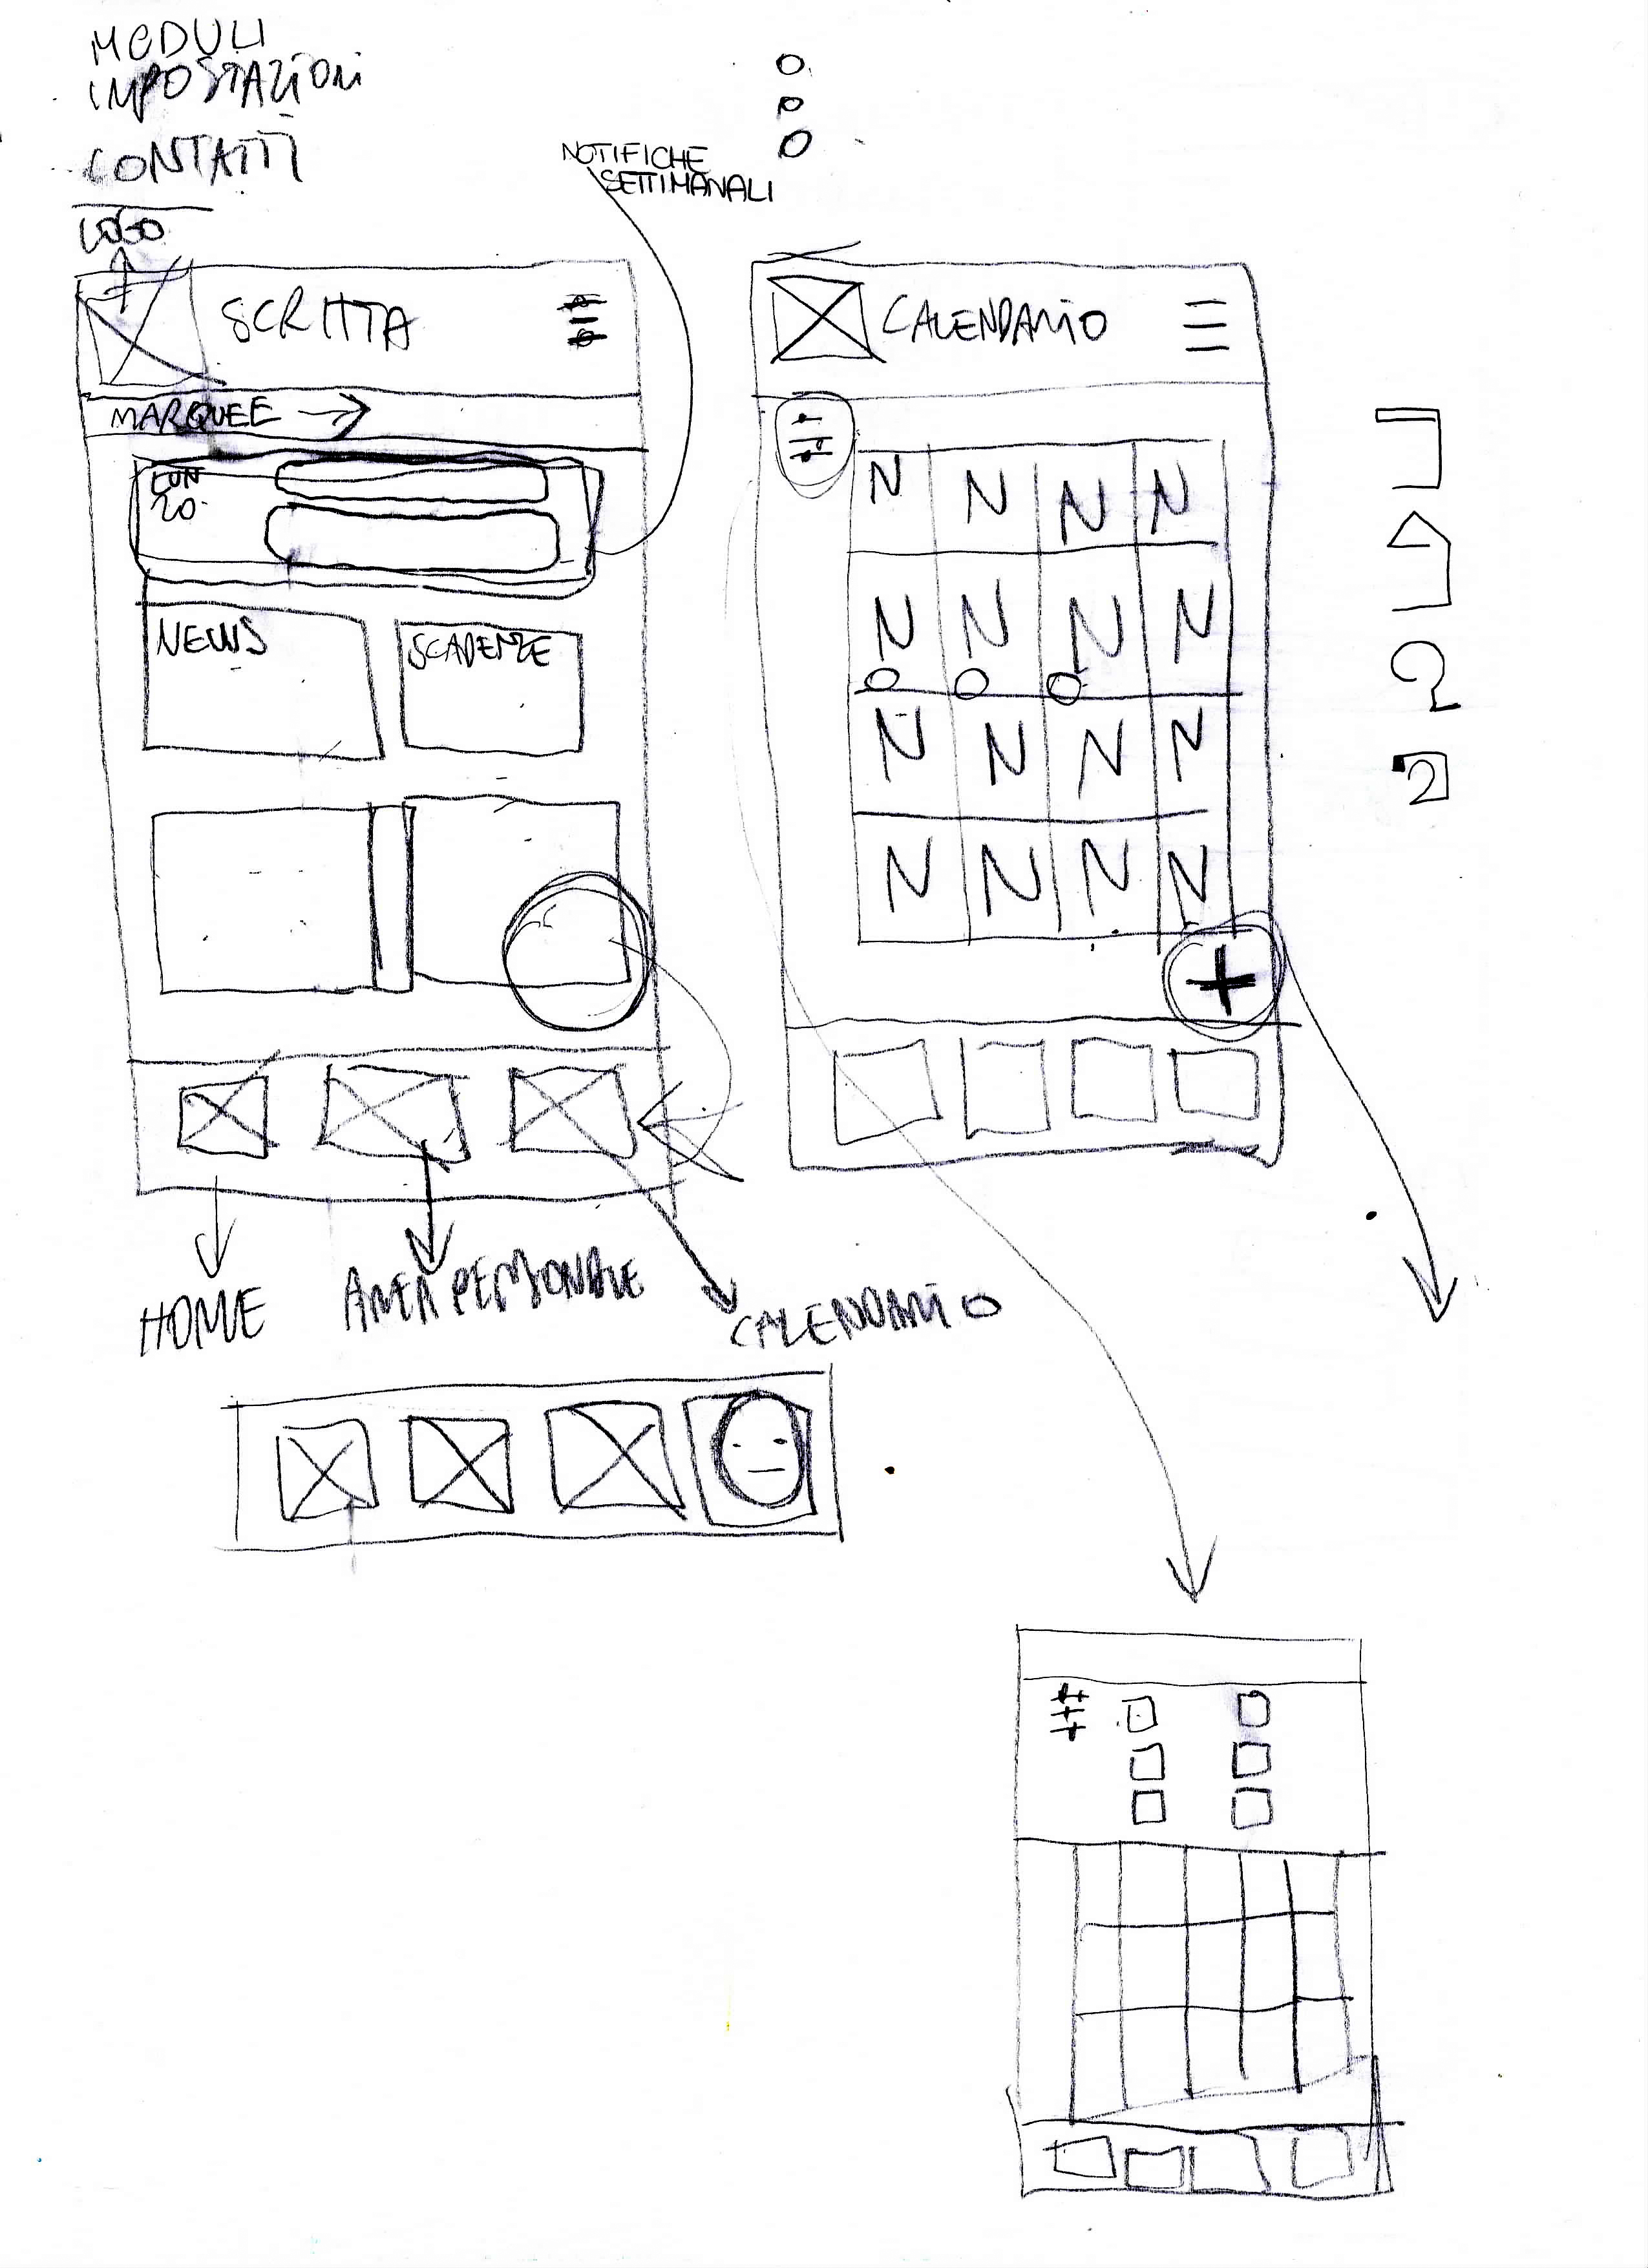 MODULI
IMPOSTAZIONI
CONTATTI
LOGO
NOTIFICHE
SETTIMANALI
SCRITTA
MARQUEE →
LUN
20
NEWS
SCADENZE
HOME
AREA PERSONALE
CALENDARIO
CALENDARIO
N N N N
N N N N
N N N N
N N N N
+